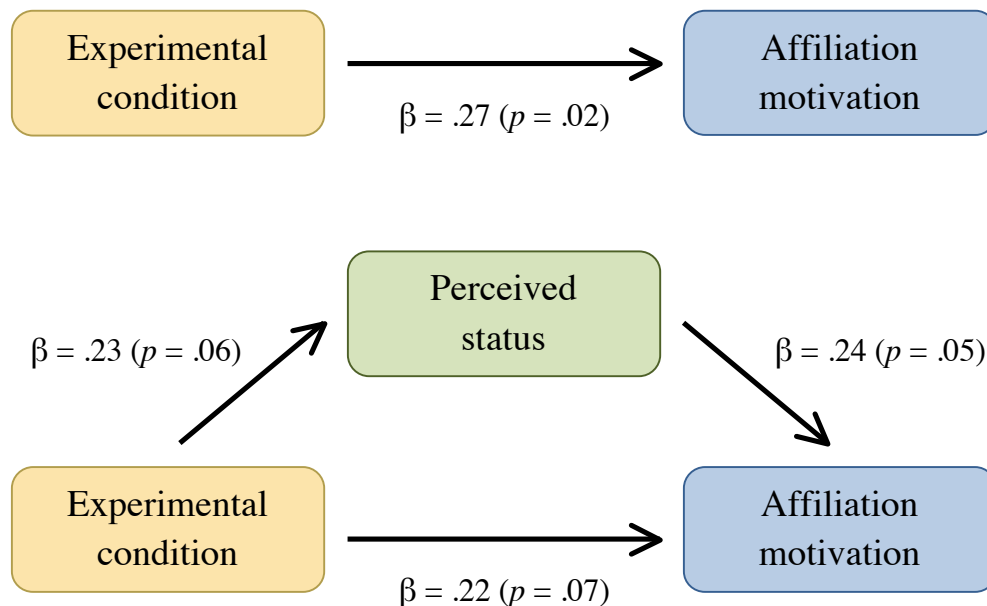 Experimental
condition
Affiliation
motivation
β = .27 (p = .02)
Perceived
status
β = .23 (p = .06)
β = .24 (p = .05)
Experimental
condition
Affiliation
motivation
β = .22 (p = .07)